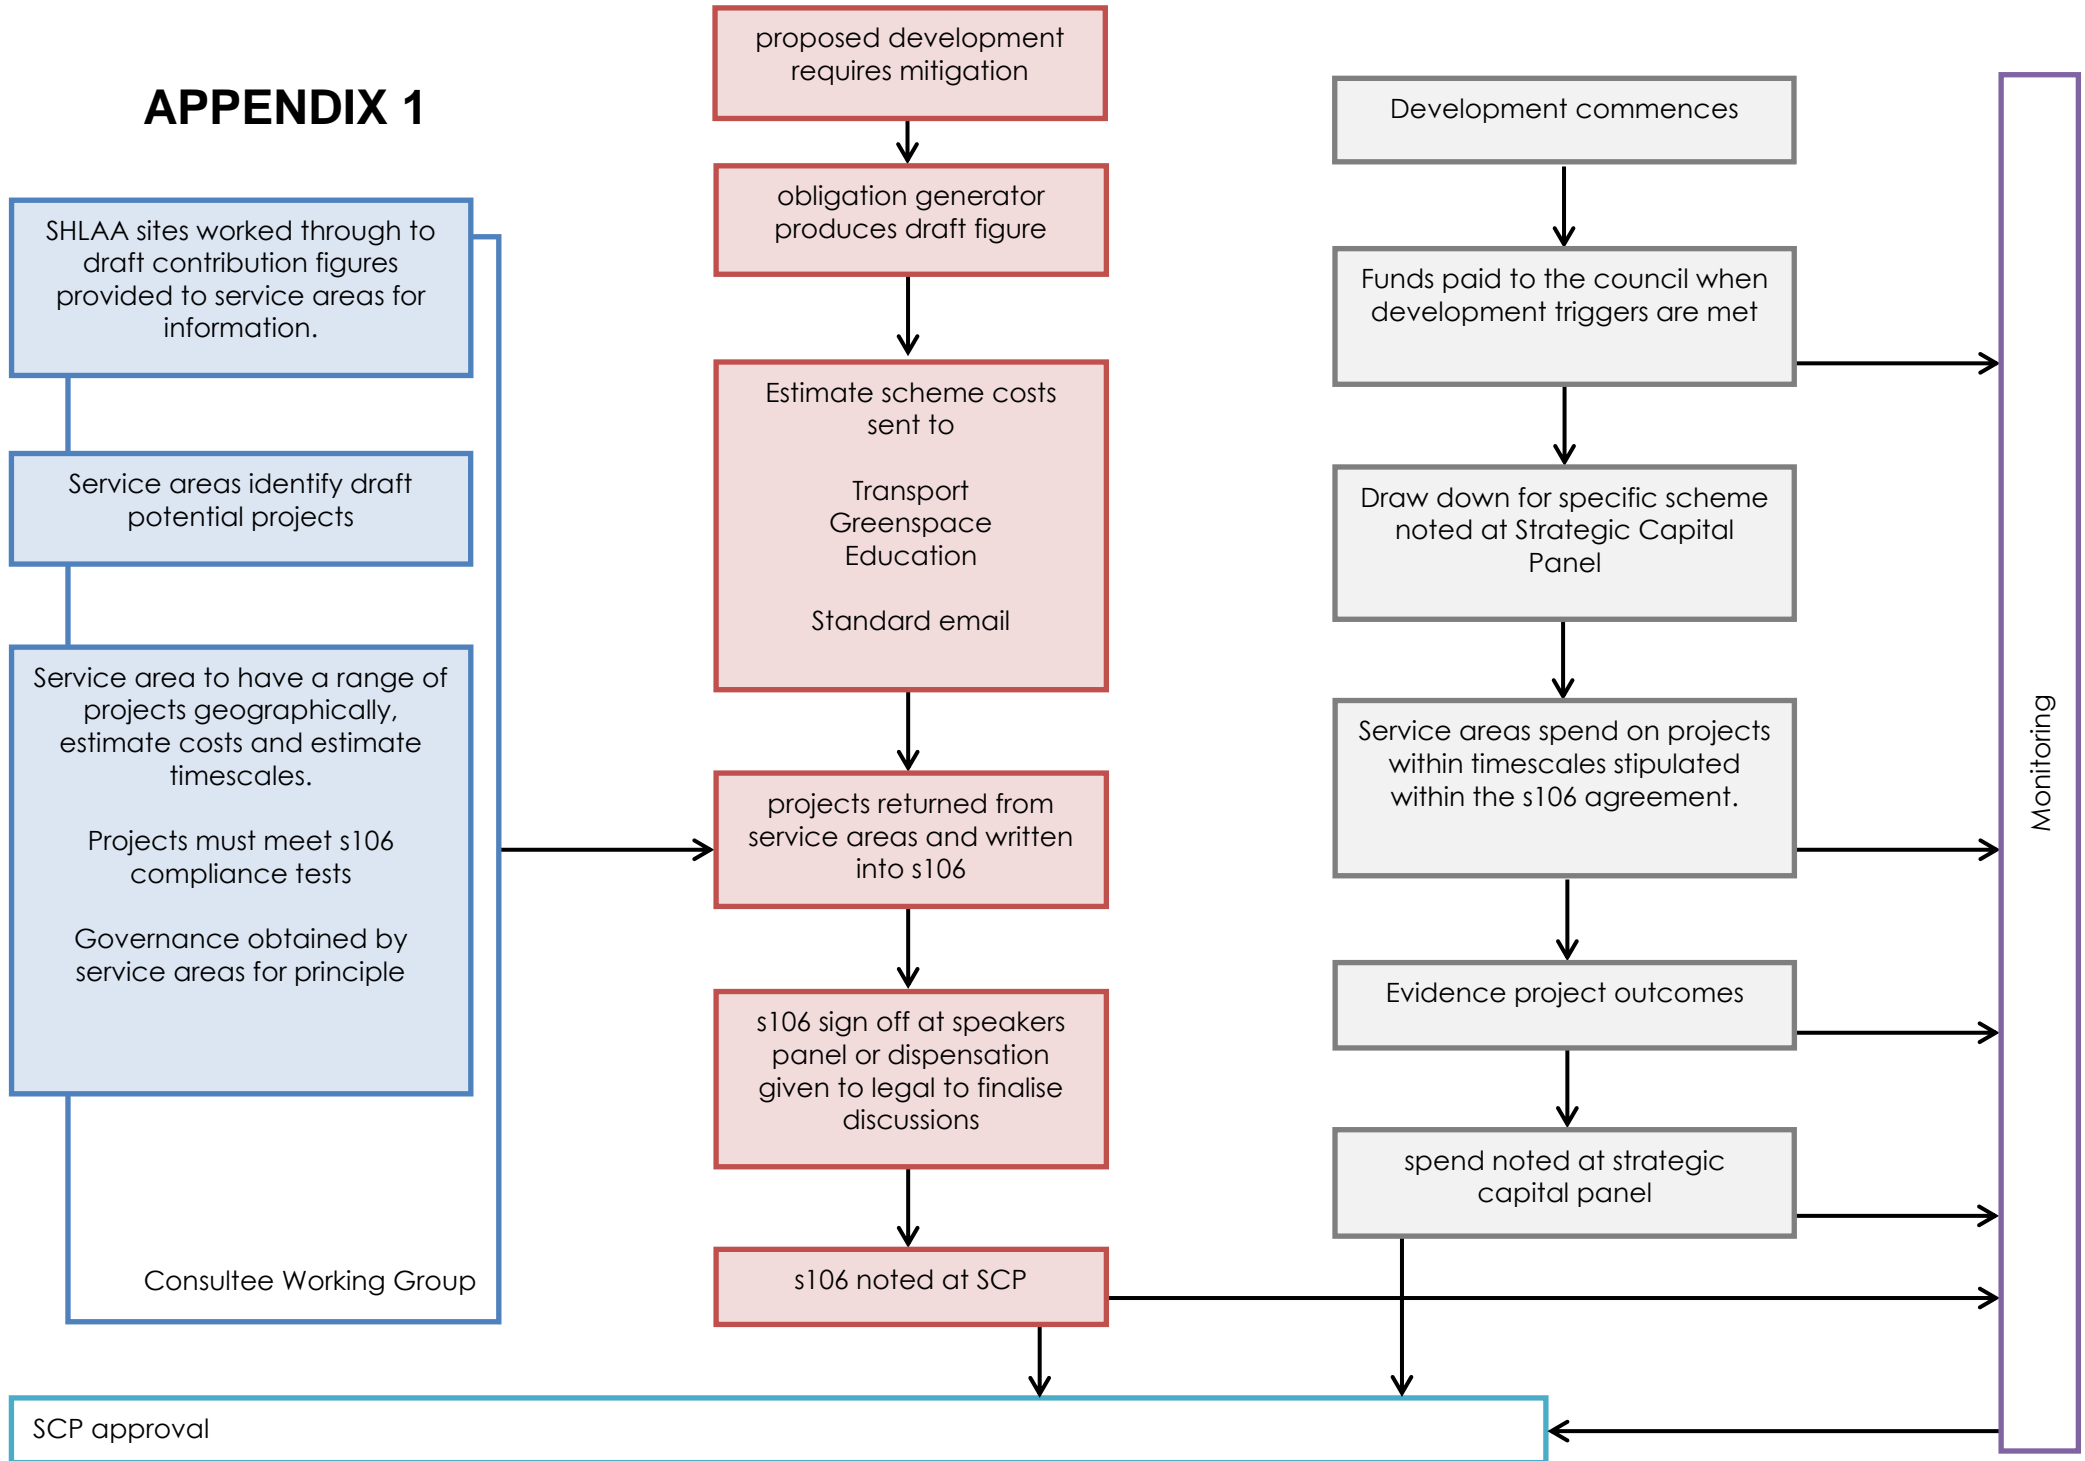 APPENDIX 1
SHLAA sites worked through to
draft contribution figures
provided to service areas for
information.
Service areas identify draft
potential projects
Service area to have a range of
projects geographically,
estimate costs and estimate
timescales.
Projects must meet s106
compliance tests
Governance obtained by
service areas for principle
Consultee Working Group
proposed development
requires mitigation
obligation generator
produces draft figure
Estimate scheme costs
sent to
Transport
Greenspace
Education
Standard email
projects returned from
service areas and written
into s106
s106 sign off at speakers
panel or dispensation
given to legal to finalise
discussions
s106 noted at SCP
Development commences
Funds paid to the council when
development triggers are met
Draw down for specific scheme
noted at Strategic Capital
Panel
Service areas spend on projects
within timescales stipulated
within the s106 agreement.
Evidence project outcomes
spend noted at strategic
capital panel
Monitoring
SCP approval